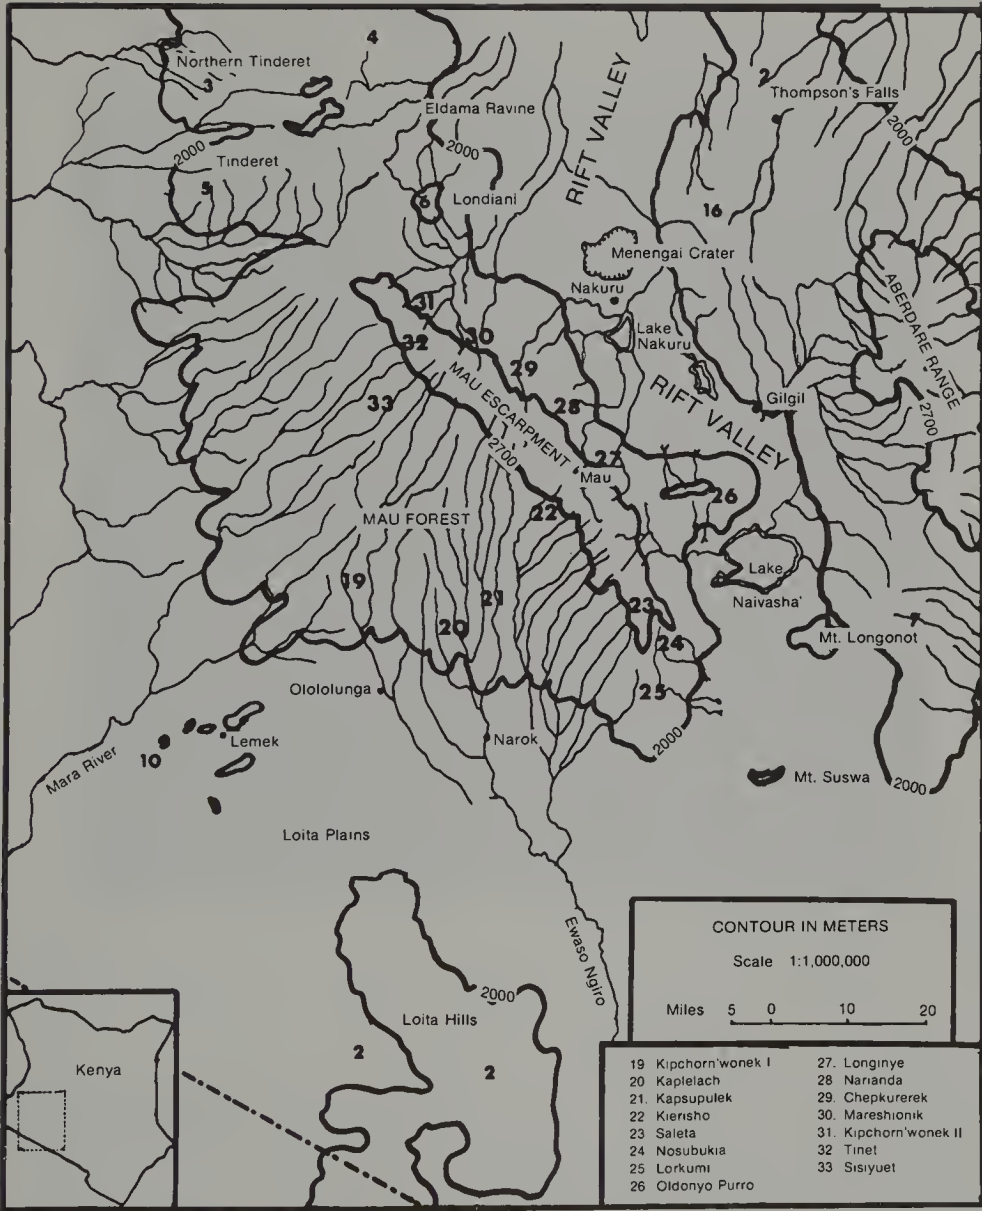 4
Northern Tinderet
3
2
Thompson's Falls
Eldama Ravine
RIFT VALLEY
2000
2000
2000
Tinderet
5
6
Londiani
16
Menengai Crater
Nakuru
ABERDARE RANGE
31
30
Lake
Nakuru
32
29
MAU ESCARPMENT
33
28
RIFT VALLEY
Gilgil
2700
2700
27
Mau
26
22
MAU FOREST
Lake
Naivasha
19
21
23
20
24
Mt. Longonot
7
25
Olololunga
Narok
2000
Lemek
10
Mara River
Mt. Suswa
2000
Loita Plains
Ewaso Ngiro
2000
Loita Hills
2
2
CONTOUR IN METERS
Scale 1:1,000,000
Miles 5 0 10 20
Kenya
19 Kipchorn'wonek I
20 Kaplelach
21. Kapsupulek
22 Kierisho
23 Saleta
24 Nosubukia
25 Lorkumi
26 Oldonyo Purro
27. Longinye
28 Narianda
29. Chepkurerek
30. Mareshionik
31. Kipchorn'wonek II
32 Tinet
33 Sisiyuet